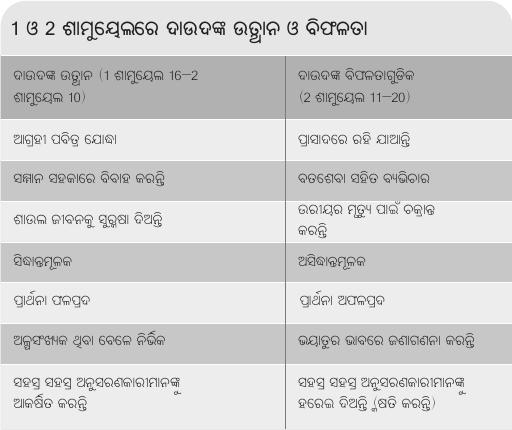 1 ଓ 2 ଶାମୁୟେଲରେ ଦାଉଦଙ୍କ ଉତ୍ଥାନ ଓ ବିଫଳତା
ଦାଉଦଙ୍କ ଉତ୍ଥାନ (1 ଶାମୁୟେଲ 16–2
ଶାମୁୟେଲ 10)
ଦାଉଦଙ୍କ ବିଫଳତାଗୁଡିକ
(2 ଶାମୁୟେଲ 11–20)
ଆଗ୍ରହୀ ପବିତ୍ର ଯୋଦ୍ଧା
ପ୍ରାସାଦରେ ରହି ଯାଆନ୍ତି
ସମ୍ମାନ ସହକାରେ ବିବାହ କରନ୍ତି
ବତଶେବା ସହିତ ବ୍ୟଭିଚାର
ଶାଉଲ ଜୀବନକୁ ସୁରକ୍ଷା ଦିଅନ୍ତି
ଉରୀୟର ମୃତ୍ୟୁ ପାଇଁ ଚକ୍ରାନ୍ତ
କରନ୍ତି
ସିଦ୍ଧାନ୍ତମୂଳକ
ଅସିଦ୍ଧାନ୍ତମୂଳକ
ପ୍ରାର୍ଥନା ଫଳପ୍ରଦ
ପ୍ରାର୍ଥନା ଅଫଳପ୍ରଦ
ଅଳ୍ପସଂଖ୍ୟକ ଥିବା ବେଳେ ନିର୍ଭିକ
ଭୟାତୁର ଭାବରେ ଜଣାଗଣନା କରନ୍ତି
ସହସ୍ର ସହସ୍ର ଅନୁସରଣକାରୀମାନଙ୍କୁ
ଆକର୍ଷିତ କରନ୍ତି
ସହସ୍ର ସହସ୍ର ଅନୁସରଣକାରୀମାନଙ୍କୁ
ହରେଇ ଦିଅନ୍ତି (କ୍ଷତି କରନ୍ତି)